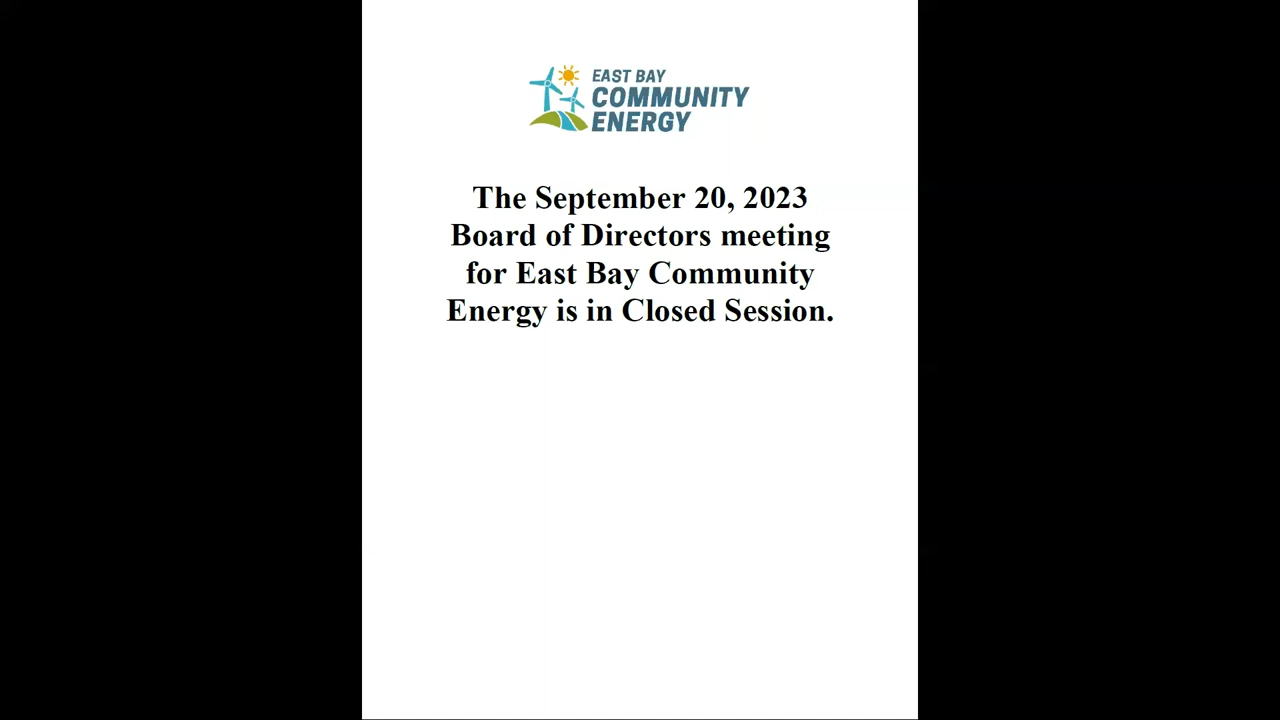 EAST BAY
COMMUNITY
ENERGY
The September 20, 2023
Board of Directors meeting
for East Bay Community
Energy is in Closed Session.